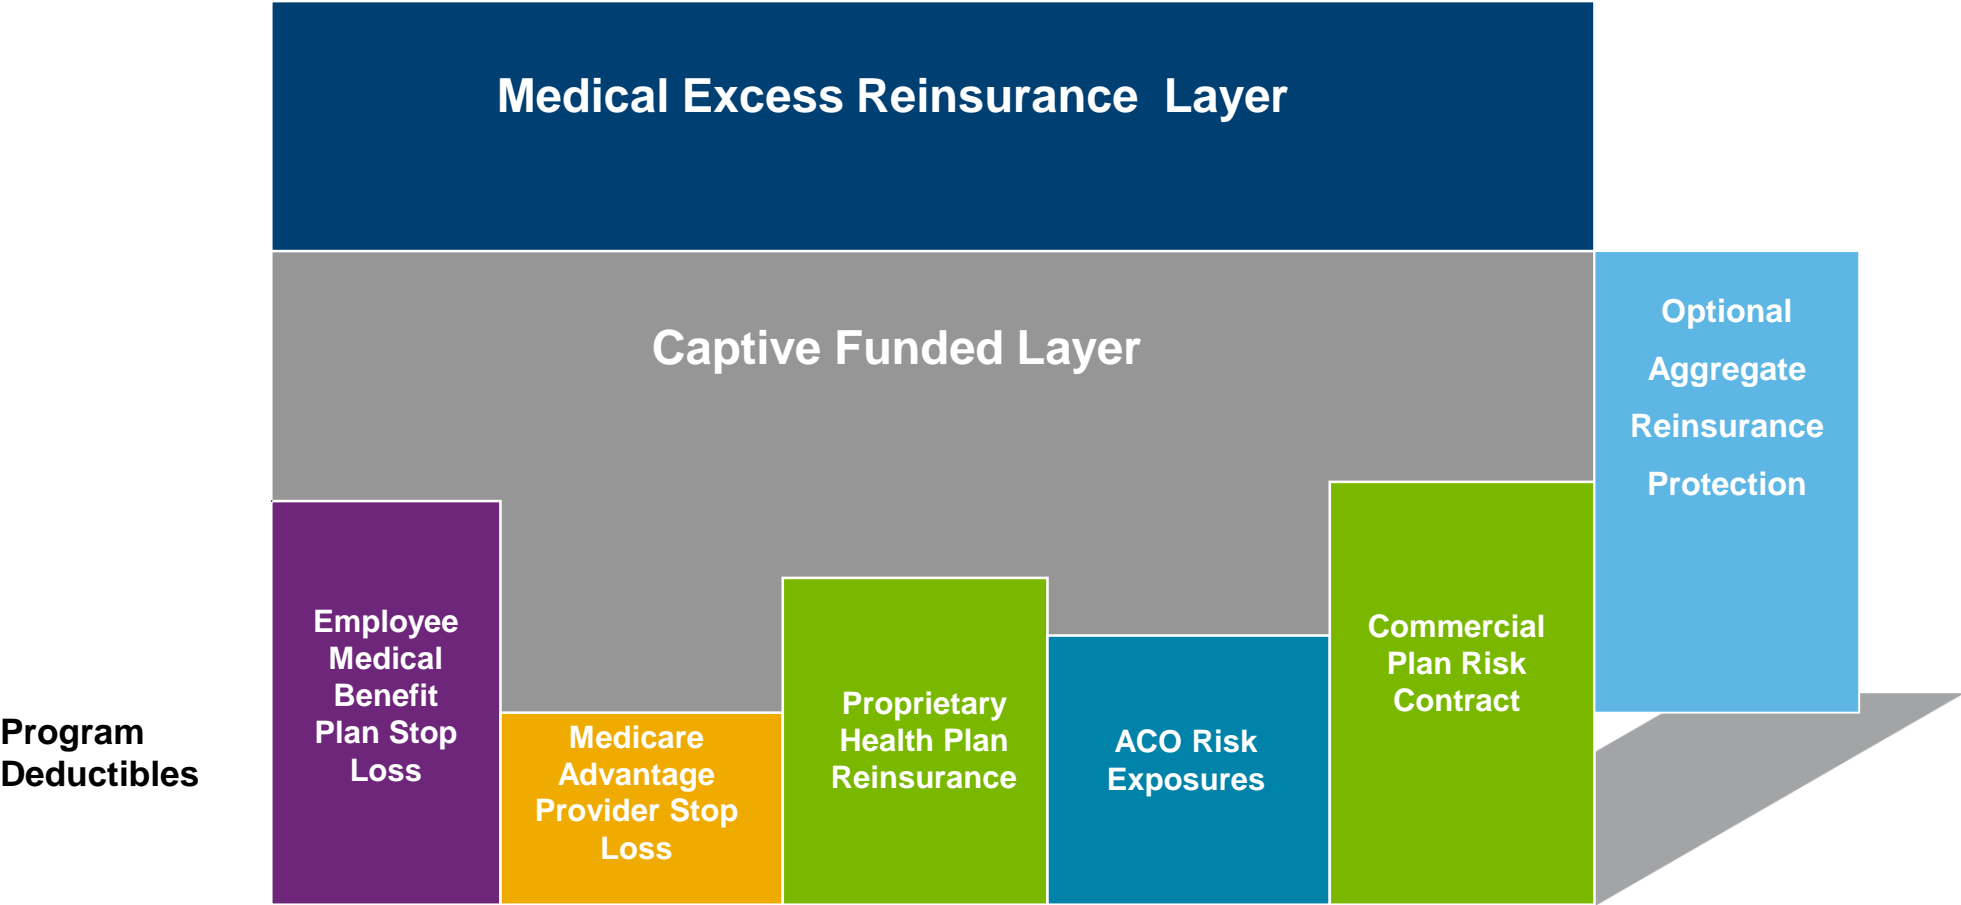 Medical Excess Reinsurance  Layer
Captive Funded Layer
Optional
Aggregate
Reinsurance
Protection
Program
Deductibles
Employee
Medical
Benefit
Plan Stop
Loss
Medicare
Advantage
Provider Stop
Loss
Proprietary
Health Plan
Reinsurance
ACO Risk
Exposures
Commercial
Plan Risk
Contract